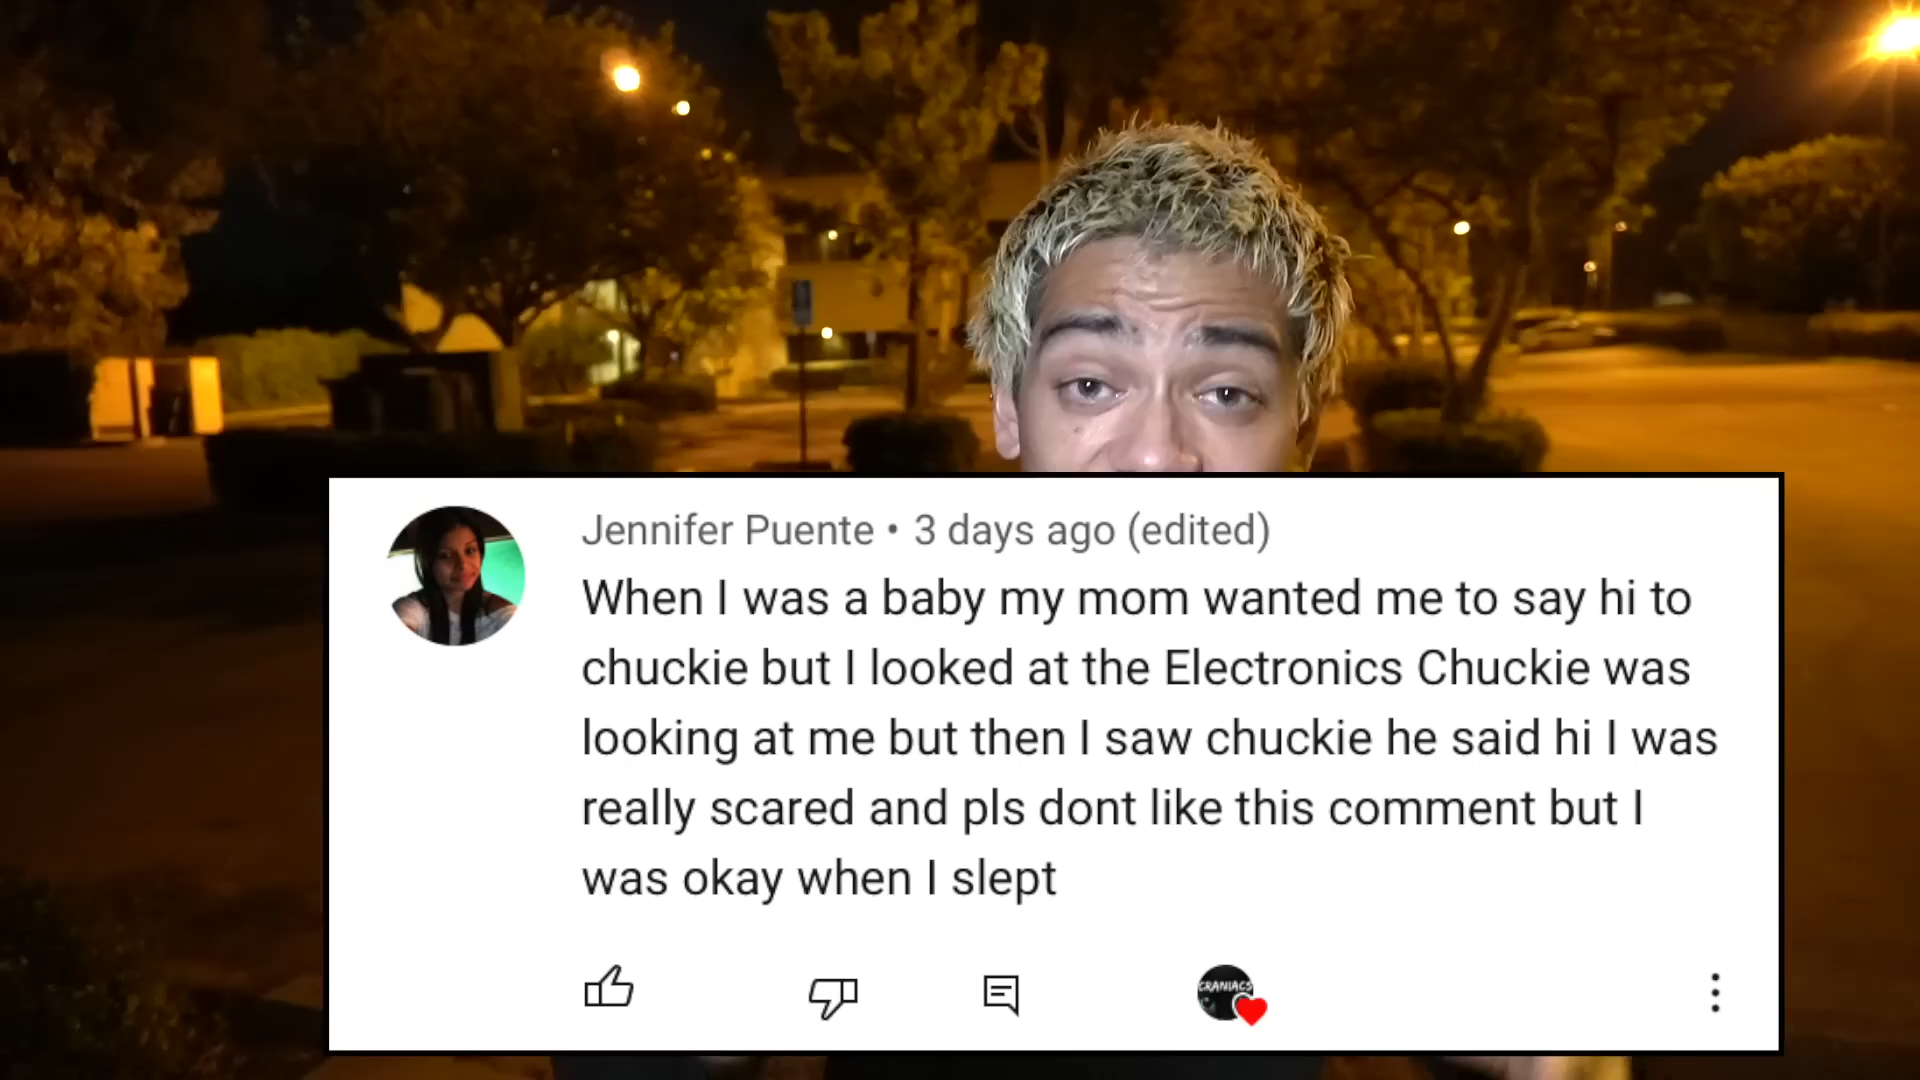 Jennifer Puente • 3 days ago (edited)
When I was a baby my mom wanted me to say hi to
chuckie but I looked at the Electronics Chuckie was
looking at me but then I saw chuckie he said hi I was
really scared and pls dont like this comment but I
was okay when I slept
CRANIACS